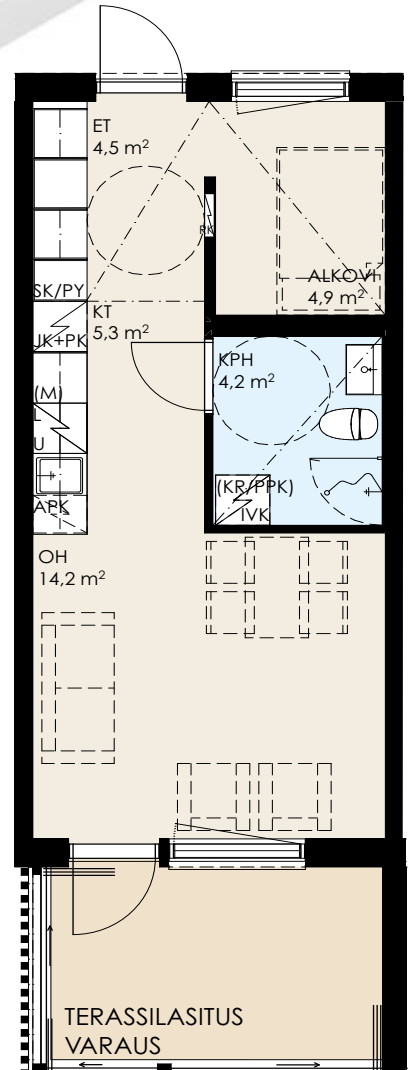 ET
4,5 m²
RK
ALKOVI
4,9 m²
SK/PY
KT
5,3 m²
JK+PK
KPH
4,2 m²
(M)
L
U
(KR/PPK)
IVK
APK
OH
14,2 m²
TERASSILASITUS
VARAUS